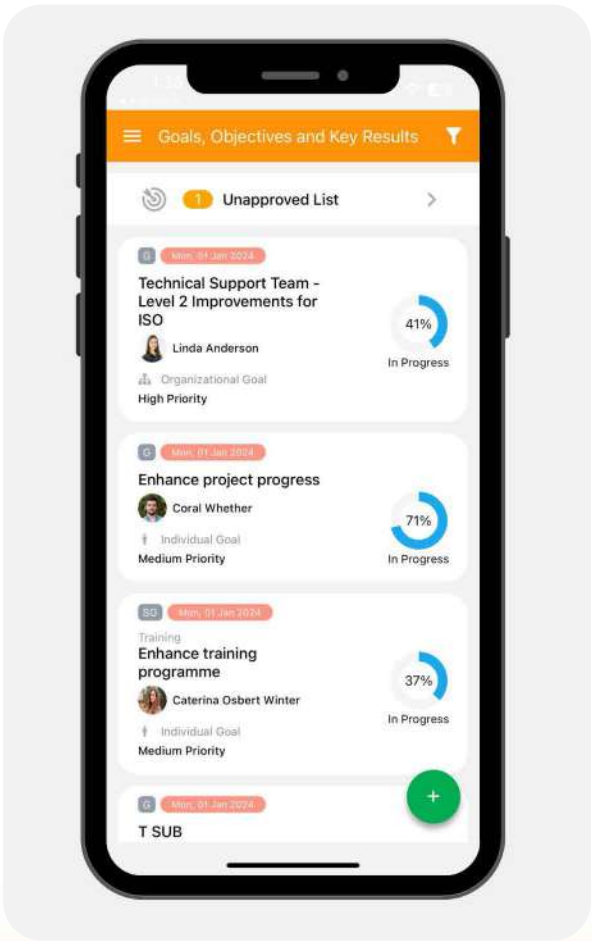 Goals, Objectives and Key Results
1 Unapproved List
G Mon, 01 Jan 2024
Technical Support Team -
Level 2 Improvements for
ISO
41%
Linda Anderson
In Progress
Organizational Goal
High Priority
G Mon, 01 Jan 2024
Enhance project progress
Coral Whether
71%
Individual Goal
Medium Priority
In Progress
SG Mon, 01 Jan 2024
Training
Enhance training
programme
37%
Caterina Osbert Winter
In Progress
Individual Goal
Medium Priority
G Mon, 01 Jan 2024
+
T SUB